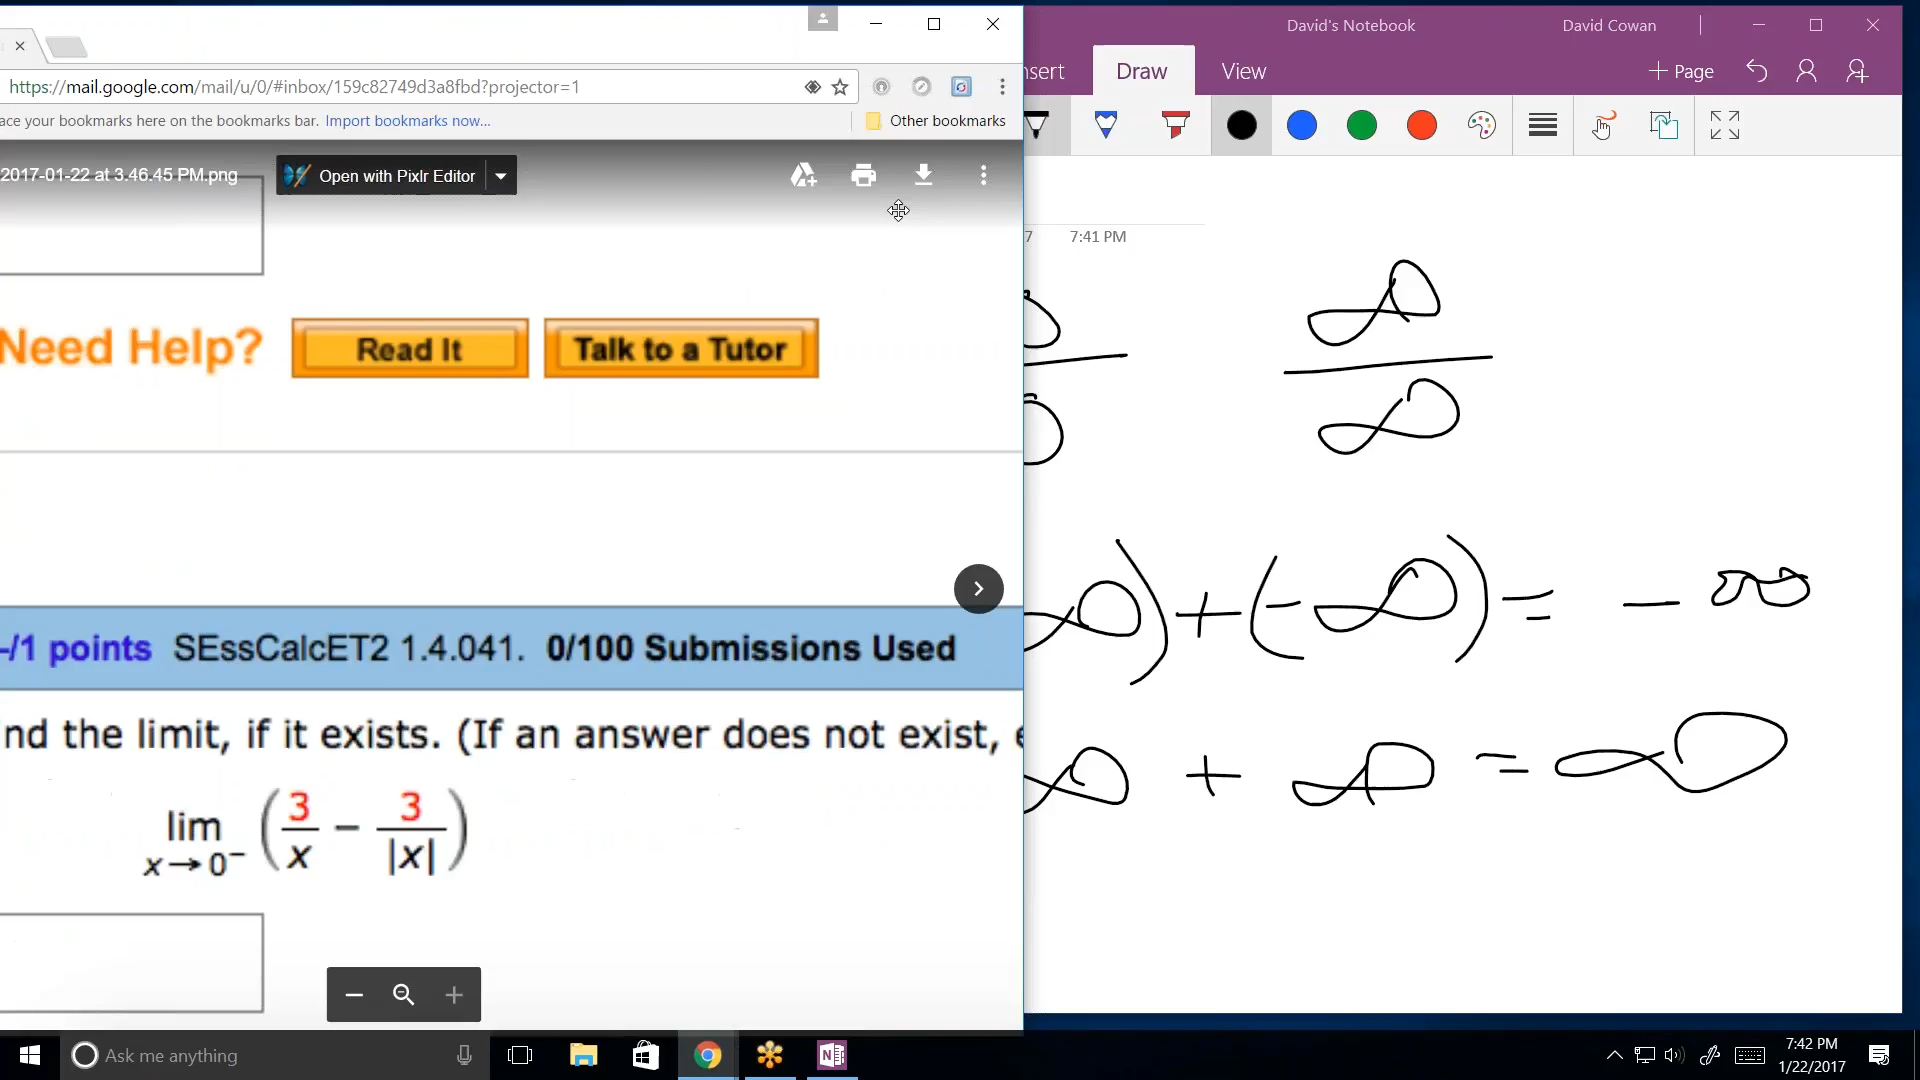 David's Notebook
David Cowan
nsert
Draw
View
+ Page
https://mail.google.com/mail/u/0/#inbox/159c82749d3a8fbd?projector=1
ace your bookmarks here on the bookmarks bar. Import bookmarks now...
Other bookmarks
2017-01-22 at 3.46.45 PM.png
Open with Pixlr Editor
7 7:41 PM
∞
∞
Need Help?
Read It
Talk to a Tutor
∞) + (-∞) = - ∞
-/1 points SEssCalcET2 1.4.041. 0/100 Submissions Used
nd the limit, if it exists. (If an answer does not exist, e
∞ + ∞ = ∞
lim x→0⁻ (3/x − 3/|x|)
Ask me anything
7:42 PM
1/22/2017